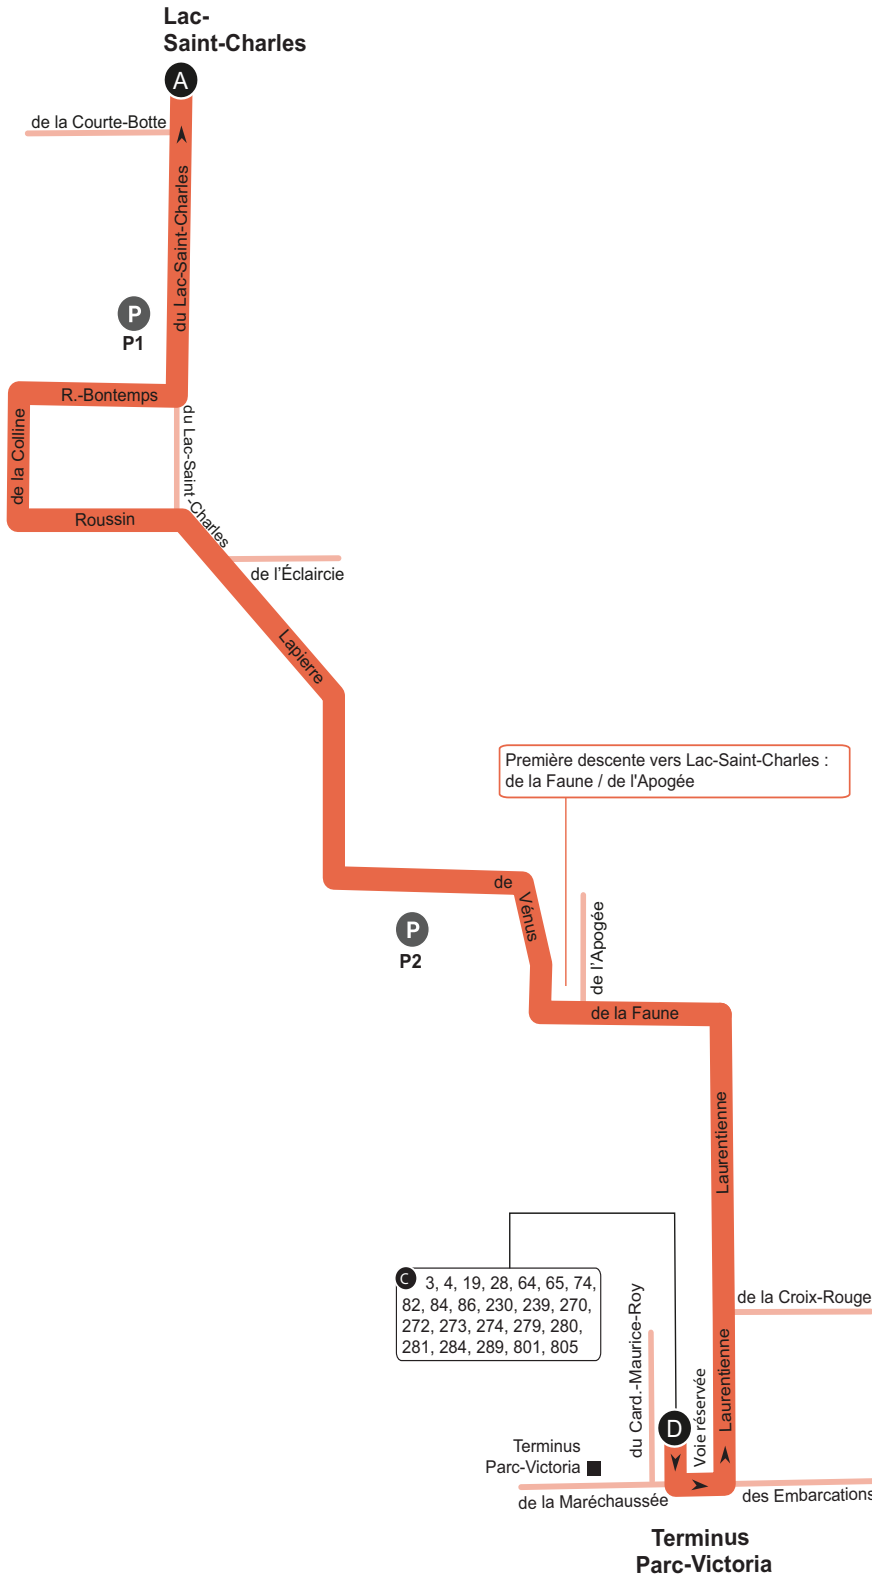 Lac-
Saint-Charles
A
de la Courte-Botte
du Lac-Saint-Charles
P
P1
R.-Bontemps
de la Colline
du Lac-Saint-Charles
Roussin
de l'Éclaircie
Lapierre
Première descente vers Lac-Saint-Charles :
de la Faune / de l'Apogée
de
Vénus
P
P2
de l'Apogée
de la Faune
Laurentienne
C 3, 4, 19, 28, 64, 65, 74,
82, 84, 86, 230, 239, 270,
272, 273, 274, 279, 280,
281, 284, 289, 801, 805
de la Croix-Rouge
du Card.-Maurice-Roy
Laurentienne
Voie réservée
D
Terminus
Parc-Victoria
de la Maréchaussée
des Embarcations
Terminus
Parc-Victoria